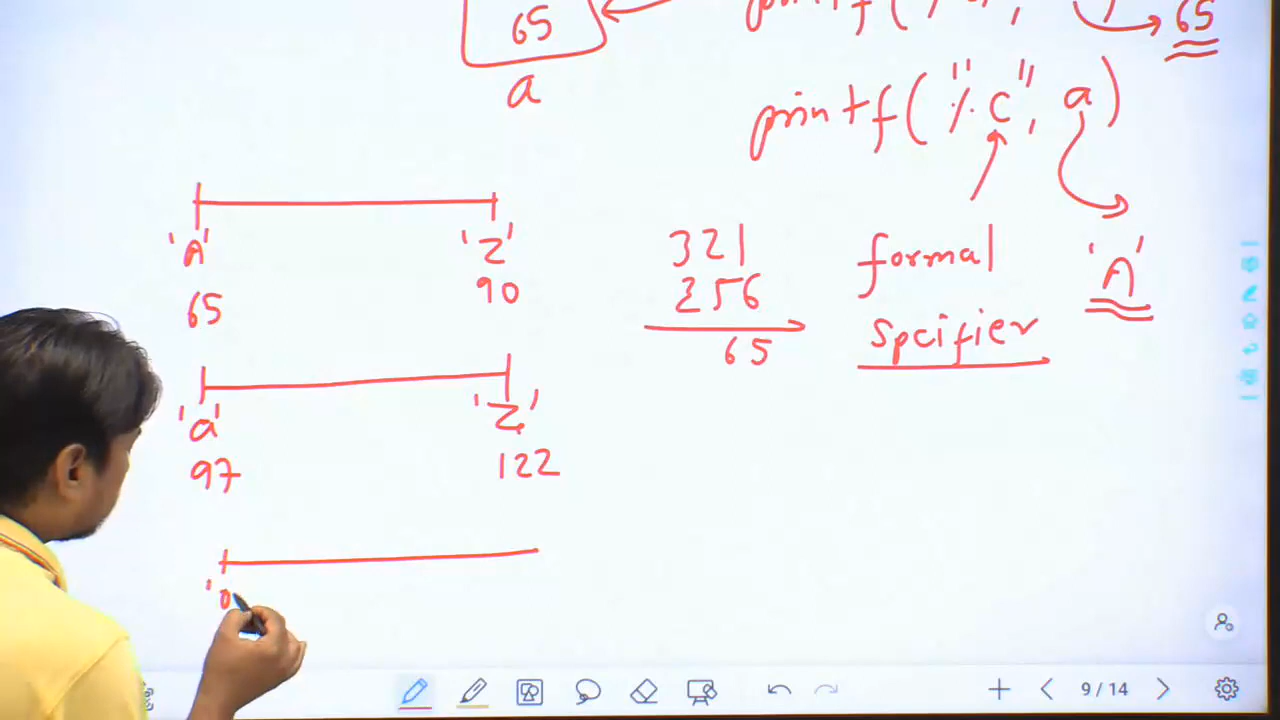 65
65
a
printf("%c", a)
'A' 'Z'
65 90
321
256
65
formal
spcifier
'A'
'a' 'z'
97 122
'0
9/14